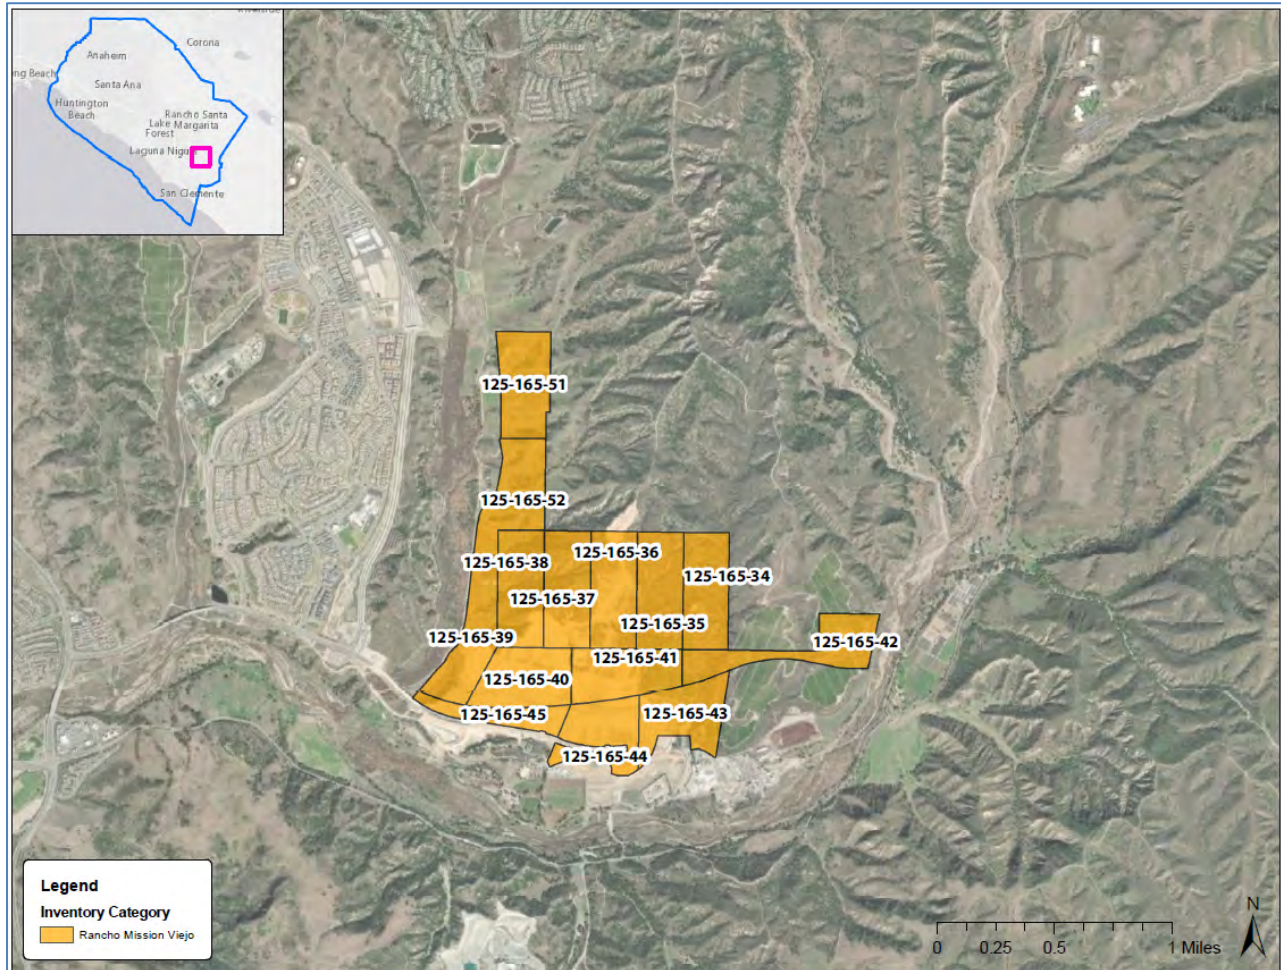 Corona
Anaheim
ng Beach
Santa Ana
Huntington
Beach
Rancho Santa
Lake Margarita
Forest
Laguna Nigu
San Clemente
125-165-51
125-165-52
125-165-36
125-165-38
125-165-34
125-165-37
125-165-35
125-165-39
125-165-42
125-165-41
125-165-40
125-165-45
125-165-43
125-165-44
Legend
Inventory Category
Rancho Mission Viejo
N
0 0.25 0.5 1 Miles